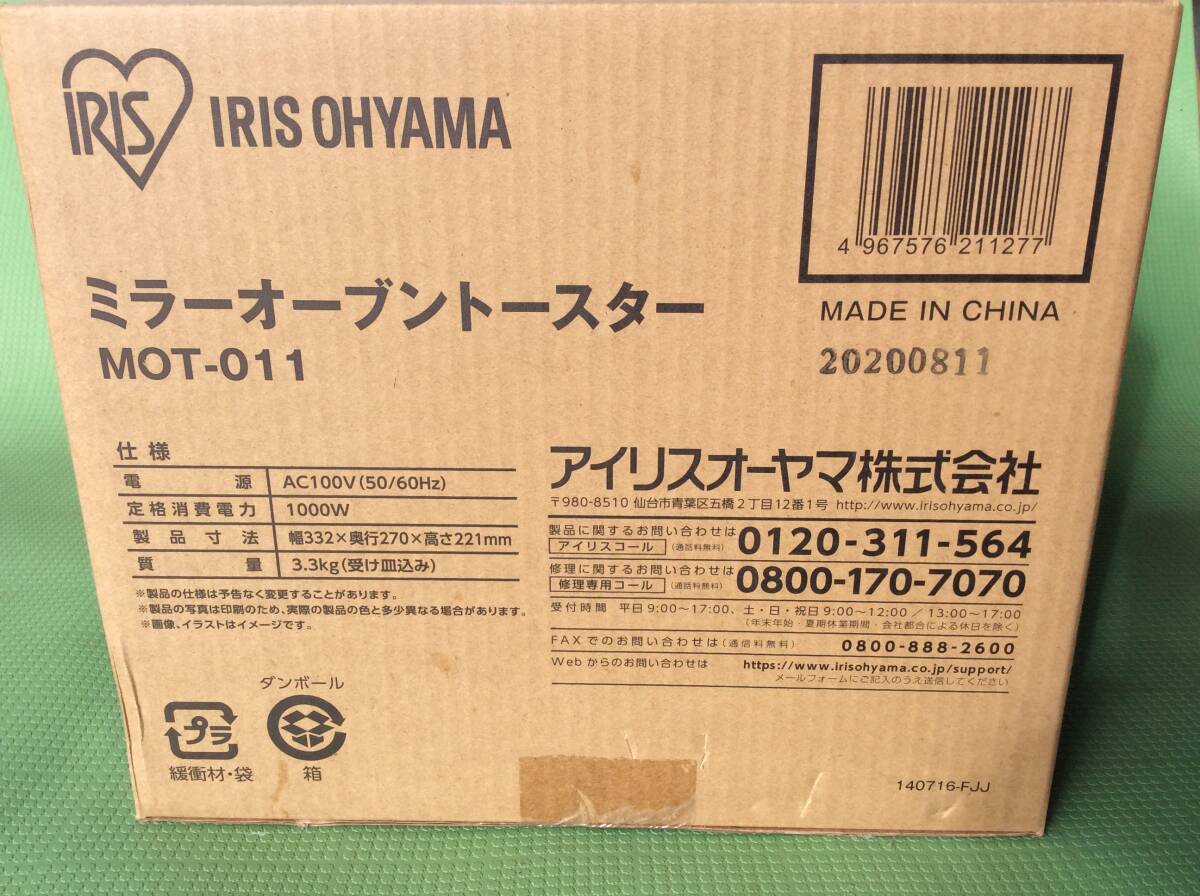 IRIS
IRIS OHYAMA
4 967576 211277
MADE IN CHINA
20200811
ミラーオーブントースター
MOT-011
仕様
電源 AC100V(50/60Hz)
定格消費電力 1000W
製品寸法 幅332×奥行270×高さ221mm
質量 3.3kg(受け皿込み)
※製品の仕様は予告なく変更することがあります。
※製品の写真は印刷のため、実際の製品の色と多少異なる場合があります。
※画像、イラストはイメージです。
アイリスオーヤマ株式会社
〒980-8510 仙台市青葉区五橋2丁目12番1号 http://www.irisohyama.co.jp/
製品に関するお問い合わせは
アイリスコール (通話料無料) 0120-311-564
修理に関するお問い合わせは
修理専用コール (通話料無料) 0800-170-7070
受付時間 平日9:00～17:00、土・日・祝日9:00～12:00／13:00～17:00
(年末年始・夏期休業期間・会社都合による休日を除く)
FAXでのお問い合わせは(通信料無料) 0800-888-2600
Webからのお問い合わせは https://www.irisohyama.co.jp/support/
メールフォームにご記入のうえ送信してください
ダンボール
プラ
緩衝材・袋 箱
140716-FJJ